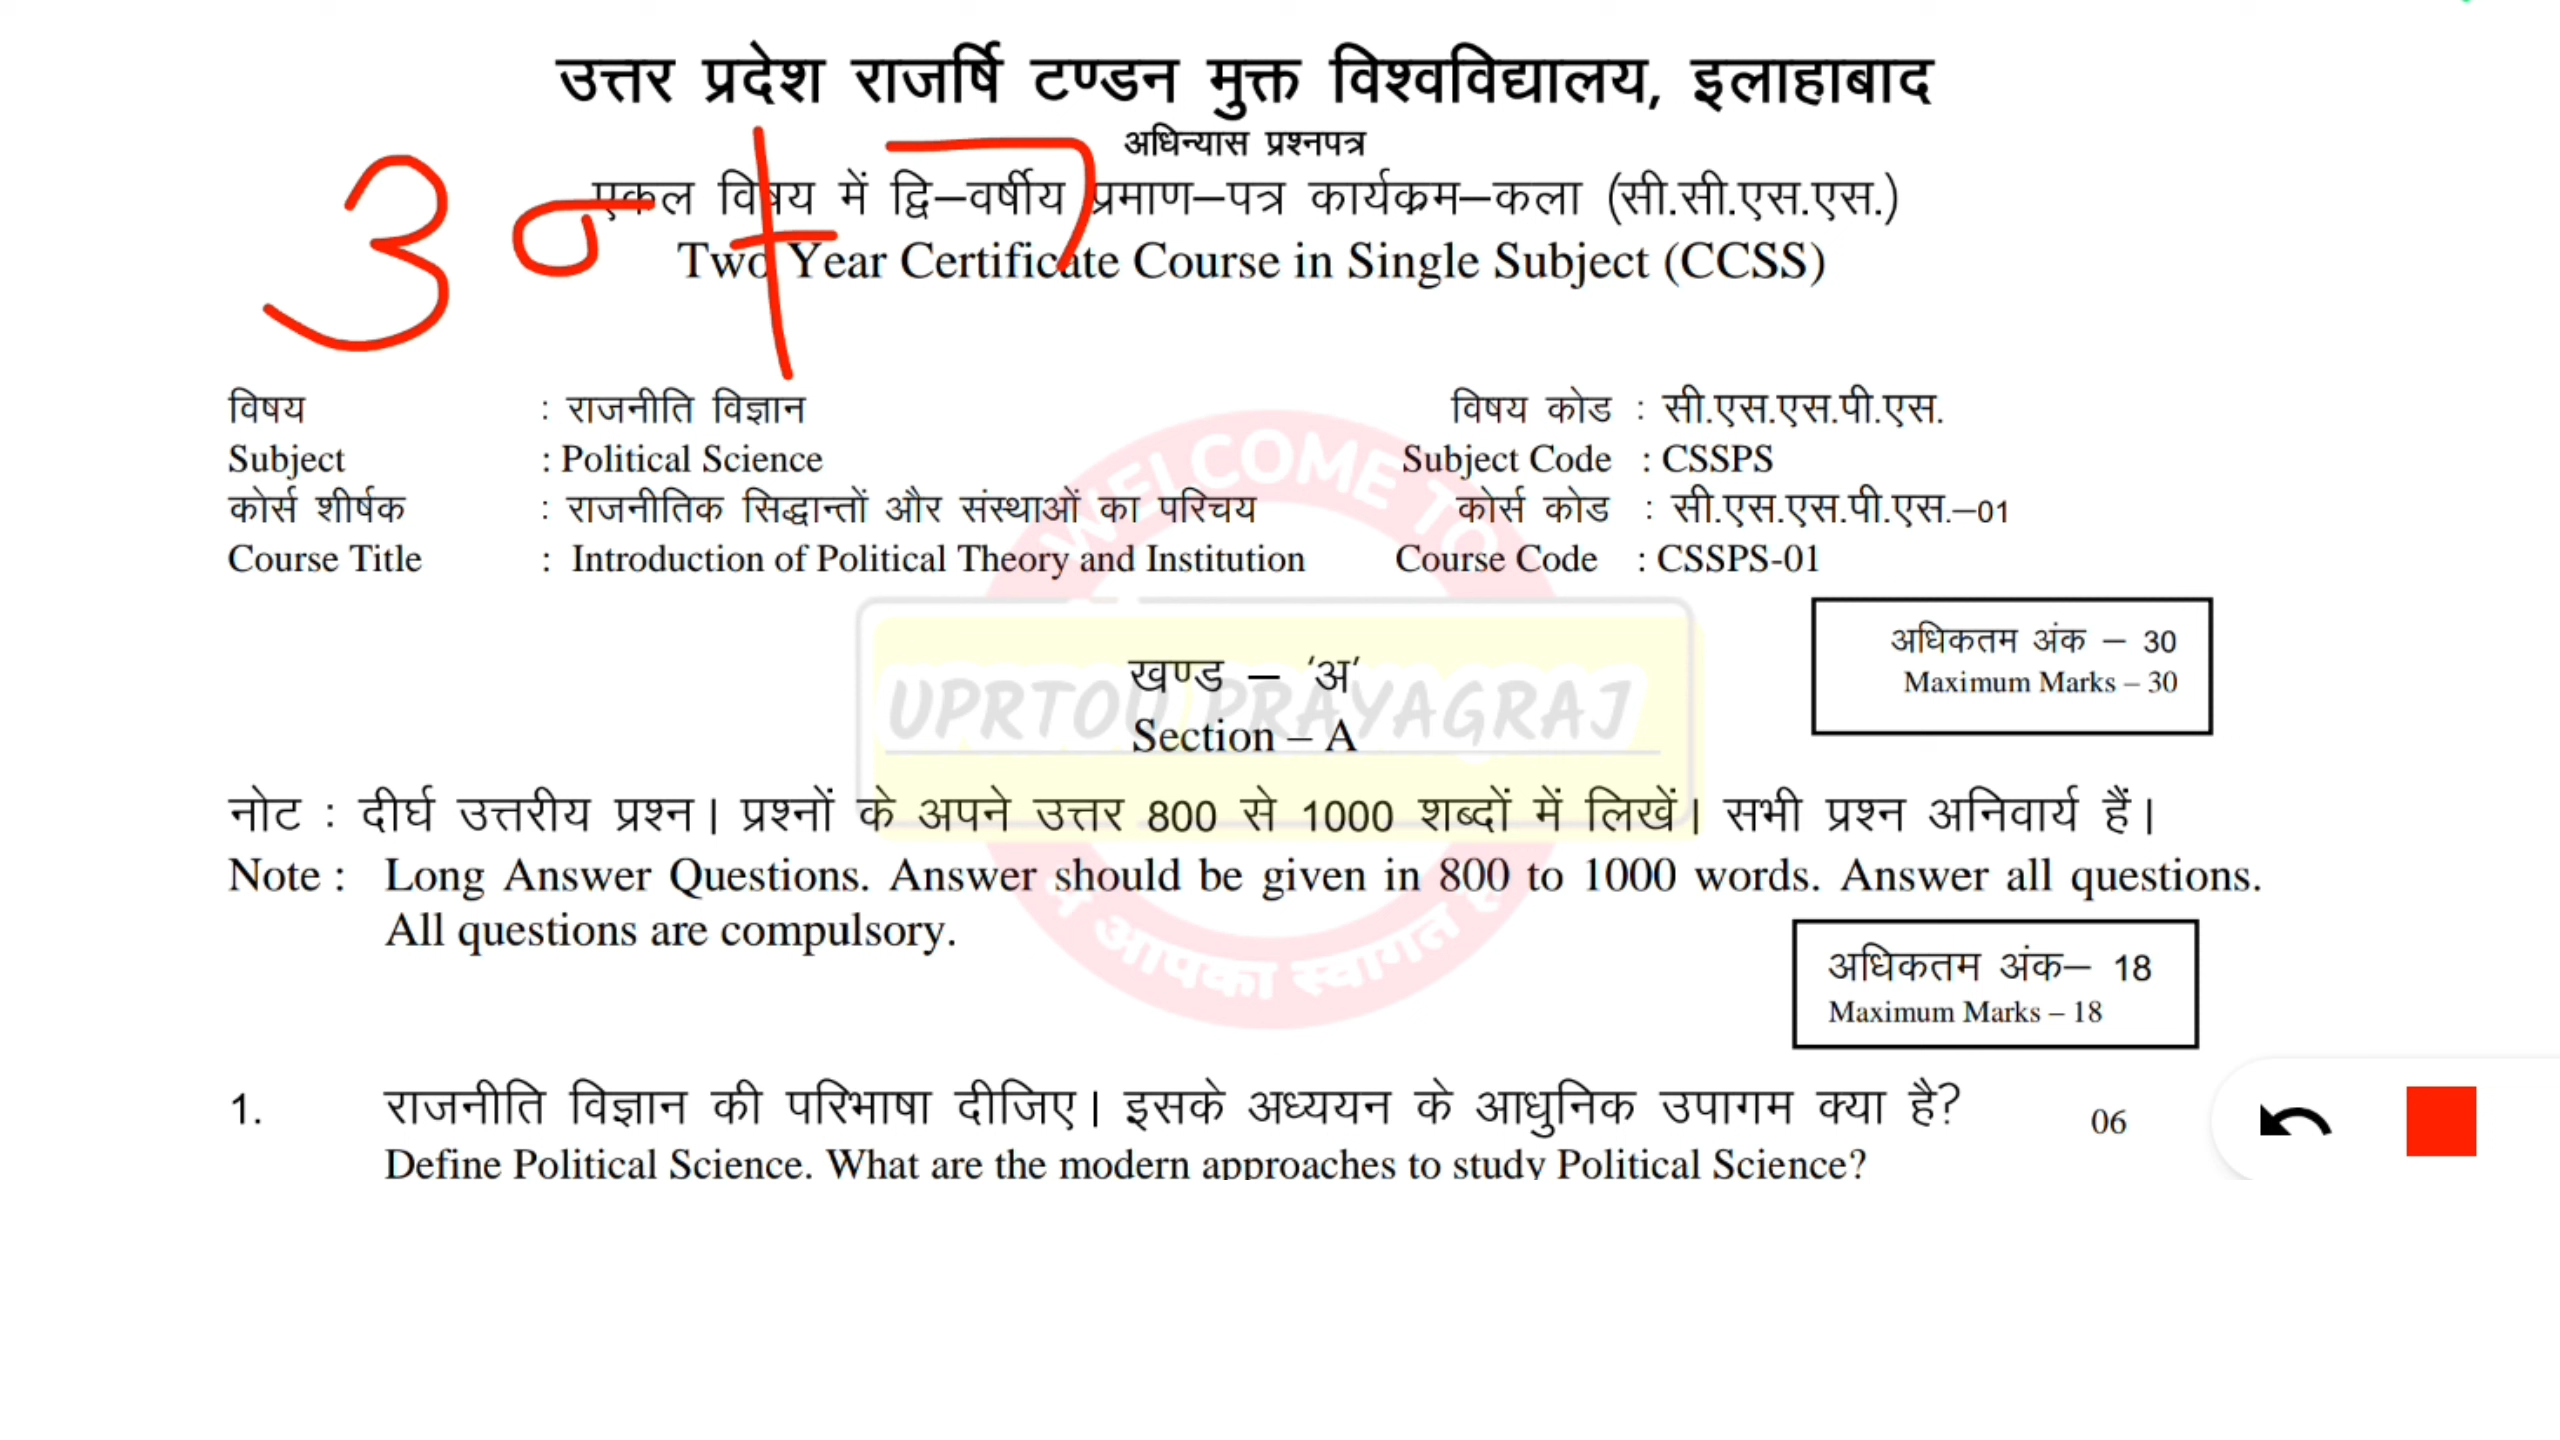 उत्तर प्रदेश राजर्षि टण्डन मुक्त विश्वविद्यालय, इलाहाबाद
अधिन्यास प्रश्नपत्र
एकल विषय में द्वि–वर्षीय प्रमाण–पत्र कार्यक्रम–कला (सी.सी.एस.एस.)
Two Year Certificate Course in Single Subject (CCSS)
30+7
विषय : राजनीति विज्ञान विषय कोड : सी.एस.एस.पी.एस.
Subject : Political Science Subject Code : CSSPS
कोर्स शीर्षक : राजनीतिक सिद्धान्तों और संस्थाओं का परिचय कोर्स कोड : सी.एस.एस.पी.एस.–01
Course Title : Introduction of Political Theory and Institution Course Code : CSSPS-01
WELCOME TO
अधिकतम अंक – 30
Maximum Marks – 30
खण्ड – 'अ'
UPRTOU PRAYAGRAJ
Section – A
नोट : दीर्घ उत्तरीय प्रश्न। प्रश्नों के अपने उत्तर 800 से 1000 शब्दों में लिखें। सभी प्रश्न अनिवार्य हैं।
Note : Long Answer Questions. Answer should be given in 800 to 1000 words. Answer all questions.
All questions are compulsory.
आपका स्वागत
अधिकतम अंक– 18
Maximum Marks – 18
1. राजनीति विज्ञान की परिभाषा दीजिए। इसके अध्ययन के आधुनिक उपागम क्या है? 06
Define Political Science. What are the modern approaches to study Political Science?